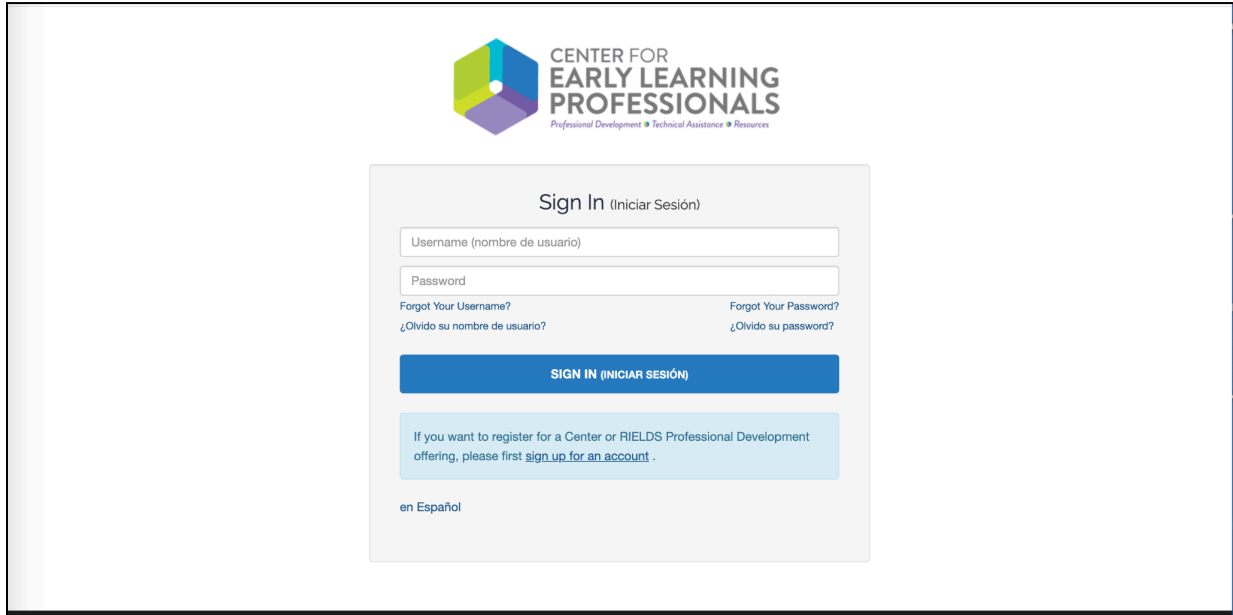 CENTER FOR
EARLY LEARNING
PROFESSIONALS
Professional Development Technical Assistance Resources
Sign In (Iniciar Sesión)
Username (nombre de usuario)
Password
Forgot Your Username? Forgot Your Password?
¿Olvido su nombre de usuario? ¿Olvido su password?
SIGN IN (INICIAR SESIÓN)
If you want to register for a Center or RIELDS Professional Development
offering, please first sign up for an account .
en Español